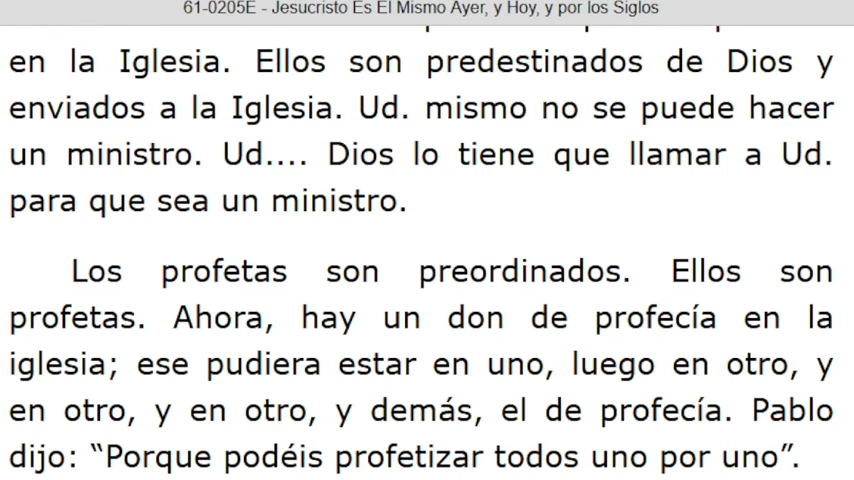 61-0205E - Jesucristo Es El Mismo Ayer, y Hoy, y por los Siglos
en la Iglesia. Ellos son predestinados de Dios y
enviados a la Iglesia. Ud. mismo no se puede hacer
un ministro. Ud.... Dios lo tiene que llamar a Ud.
para que sea un ministro.
Los profetas son preordinados. Ellos son
profetas. Ahora, hay un don de profecía en la
iglesia; ese pudiera estar en uno, luego en otro, y
en otro, y en otro, y demás, el de profecía. Pablo
dijo: “Porque podéis profetizar todos uno por uno”.